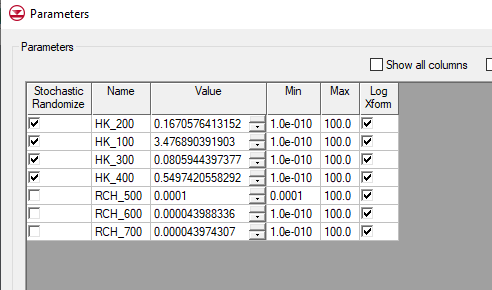 Parameters
Parameters
Show all columns
Stochastic Randomize Name Value Min Max Log Xform
HK_200 0.1670576413152 1.0e-010 100.0
HK_100 3.476890391903 1.0e-010 100.0
HK_300 0.0805944397377 1.0e-010 100.0
HK_400 0.5497420558292 1.0e-010 100.0
RCH_500 0.0001 0.0001 100.0
RCH_600 0.000043988336 1.0e-010 100.0
RCH_700 0.000043974307 1.0e-010 100.0